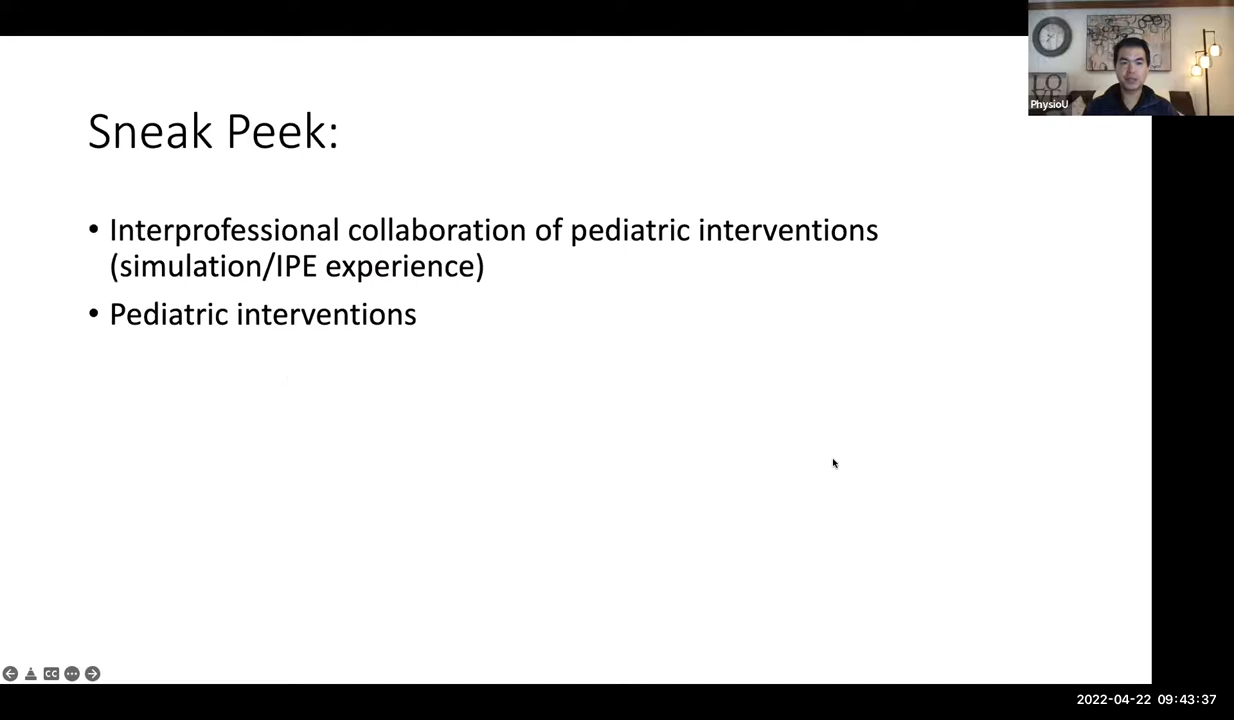 Sneak Peek:
• Interprofessional collaboration of pediatric interventions
(simulation/IPE experience)
• Pediatric interventions
PhysioU
CC
2022-04-22 09:43:37